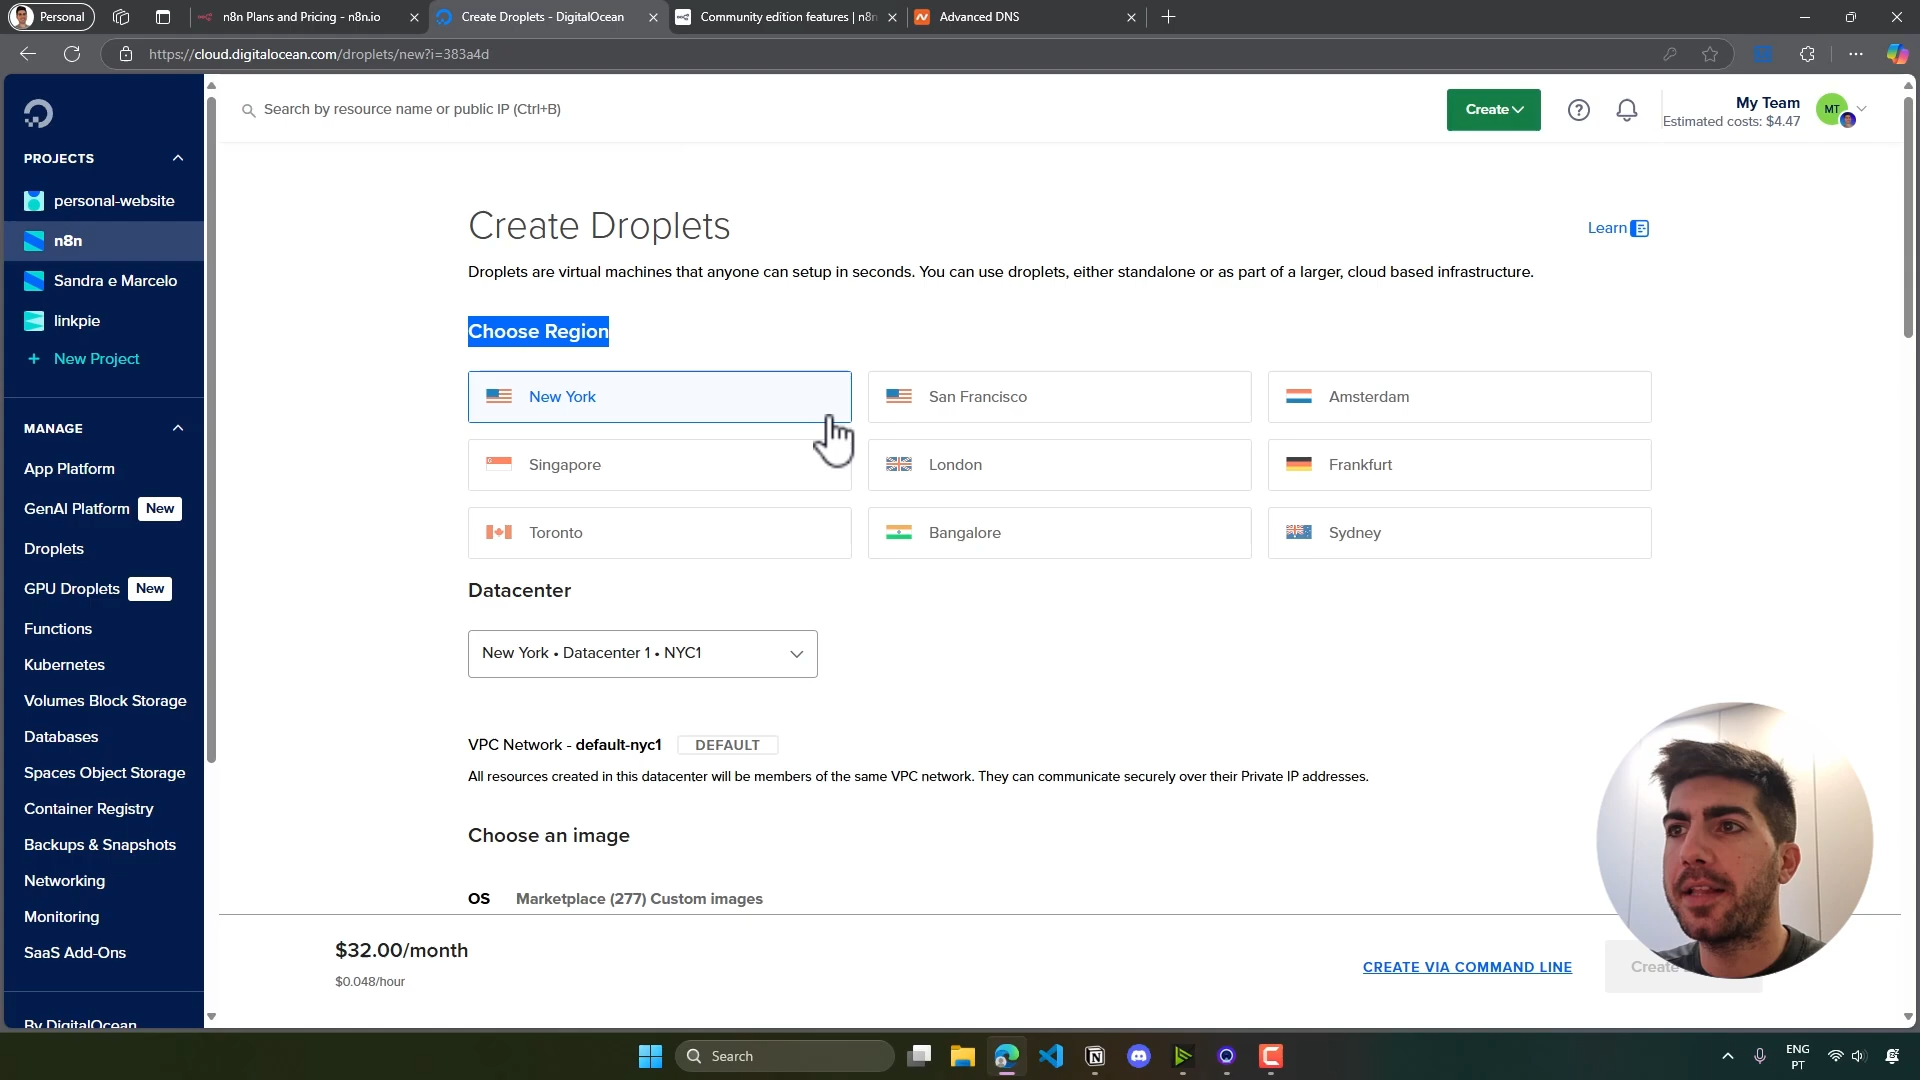 Personal
n8n Plans and Pricing - n8n.io
Create Droplets - DigitalOcean
Community edition features | n8n
Advanced DNS
https://cloud.digitalocean.com/droplets/new?i=383a4d
Search by resource name or public IP (Ctrl+B)
Create
My Team
Estimated costs: $4.47
MT
PROJECTS
personal-website
n8n
Sandra e Marcelo
linkpie
+ New Project
MANAGE
App Platform
GenAI Platform New
Droplets
GPU Droplets New
Functions
Kubernetes
Volumes Block Storage
Databases
Spaces Object Storage
Container Registry
Backups & Snapshots
Networking
Monitoring
SaaS Add-Ons
By DigitalOcean
Create Droplets
Learn
Droplets are virtual machines that anyone can setup in seconds. You can use droplets, either standalone or as part of a larger, cloud based infrastructure.
Choose Region
New York
San Francisco
Amsterdam
Singapore
London
Frankfurt
Toronto
Bangalore
Sydney
Datacenter
New York • Datacenter 1 • NYC1
VPC Network - default-nyc1 DEFAULT
All resources created in this datacenter will be members of the same VPC network. They can communicate securely over their Private IP addresses.
Choose an image
OS Marketplace (277) Custom images
$32.00/month
$0.048/hour
CREATE VIA COMMAND LINE
Create
Search
ENG
PT